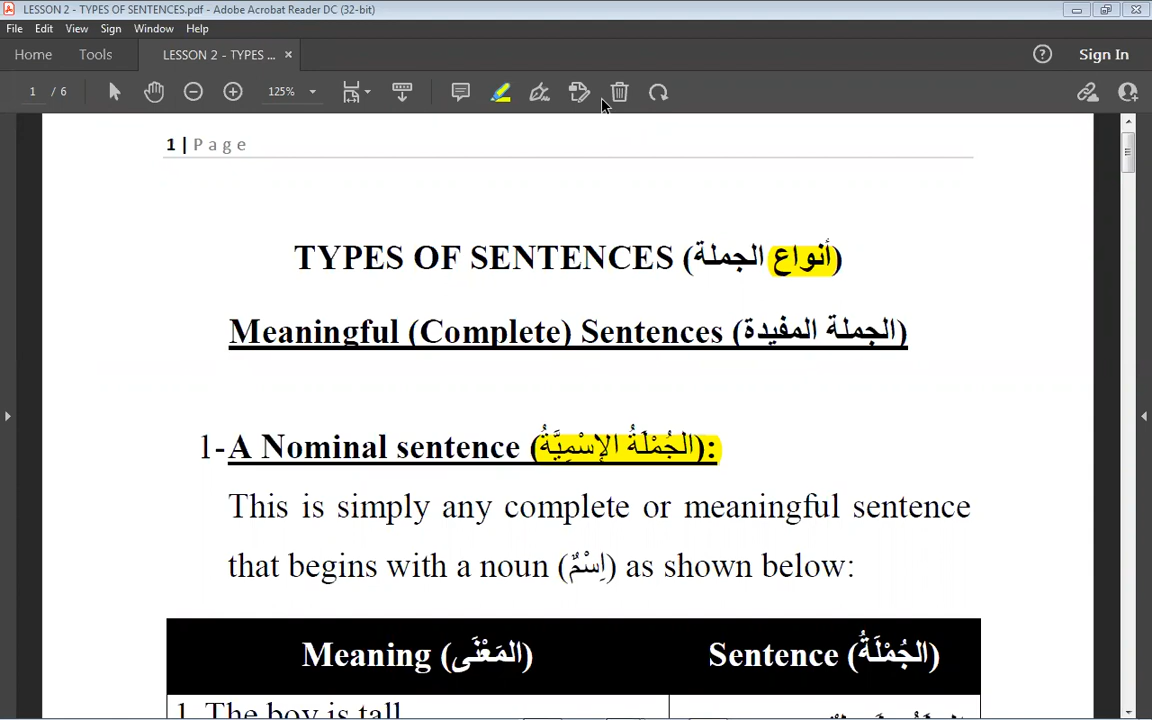 LESSON 2 - TYPES OF SENTENCES.pdf - Adobe Acrobat Reader DC (32-bit)
File Edit View Sign Window Help
Home Tools LESSON 2 - TYPES ... × Sign In
1 / 6 125%
1 | Page
TYPES OF SENTENCES (أنواع الجملة)
Meaningful (Complete) Sentences (الجملة المفيدة)
1-A Nominal sentence (الجُمْلَةُ الإسْمِيَّةُ):
This is simply any complete or meaningful sentence
that begins with a noun (اِسْمٌ) as shown below:
Meaning (المَعْنَى) Sentence (الجُمْلَةُ)
1. The boy is tall